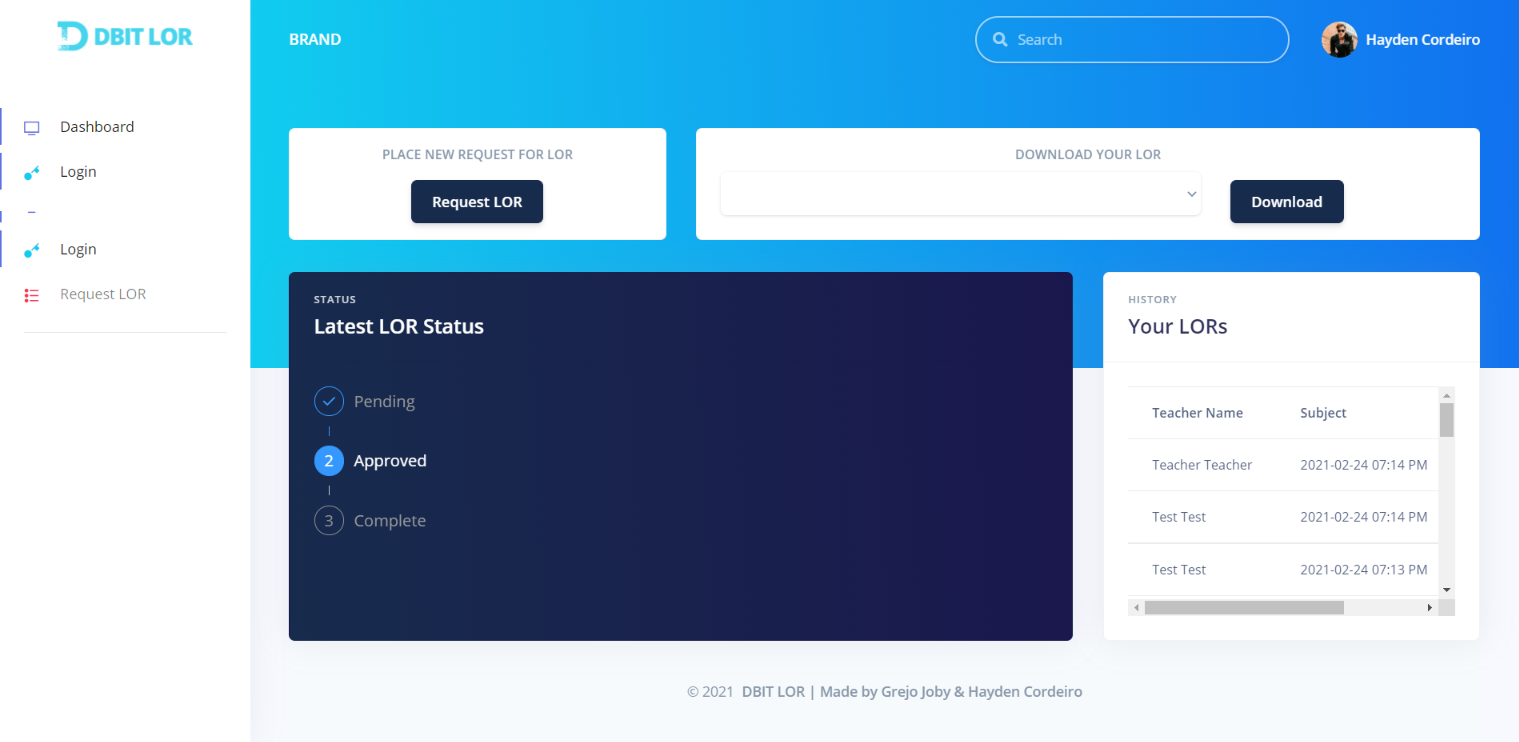 DBIT LOR
Dashboard
Login
Login
Request LOR
BRAND
Search
Hayden Cordeiro
PLACE NEW REQUEST FOR LOR
Request LOR
DOWNLOAD YOUR LOR
Download
STATUS
Latest LOR Status
Pending
2 Approved
3 Complete
HISTORY
Your LORs
Teacher Name Subject
Teacher Teacher 2021-02-24 07:14 PM
Test Test 2021-02-24 07:14 PM
Test Test 2021-02-24 07:13 PM
© 2021 DBIT LOR | Made by Grejo Joby & Hayden Cordeiro